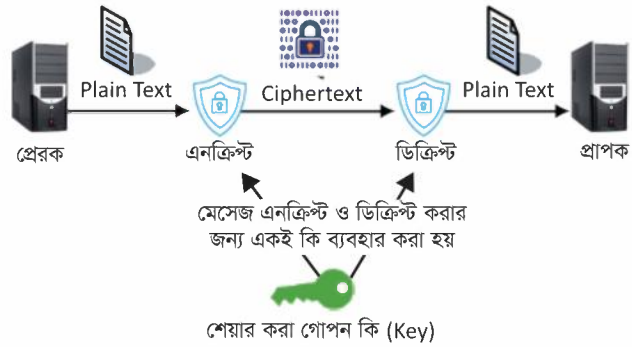 Plain Text
Ciphertext
Plain Text
প্রেরক
এনক্রিপ্ট
ডিক্রিপ্ট
প্রাপক
মেসেজ এনক্রিপ্ট ও ডিক্রিপ্ট করার
জন্য একই কি ব্যবহার করা হয়
শেয়ার করা গোপন কি (Key)